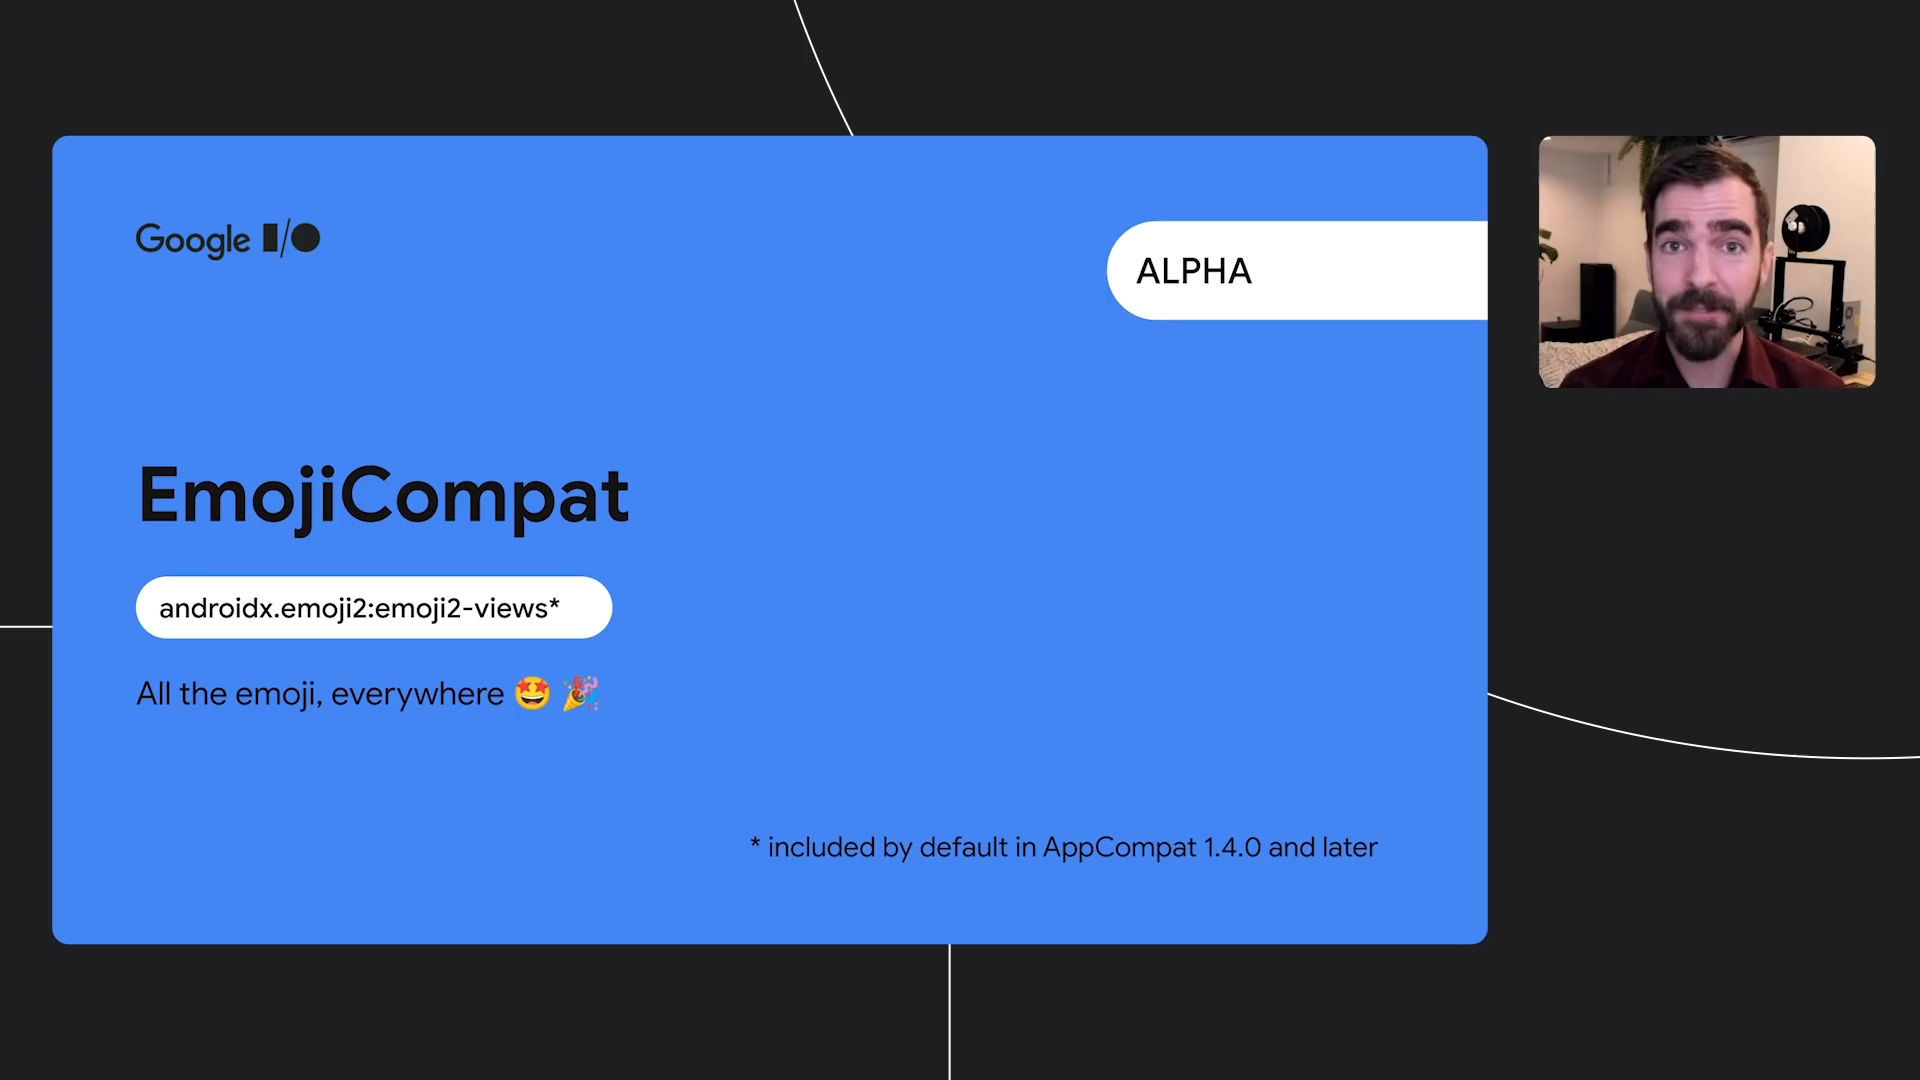 Google I/O
ALPHA
EmojiCompat
androidx.emoji2:emoji2-views*
All the emoji, everywhere 🤩 🎉
* included by default in AppCompat 1.4.0 and later